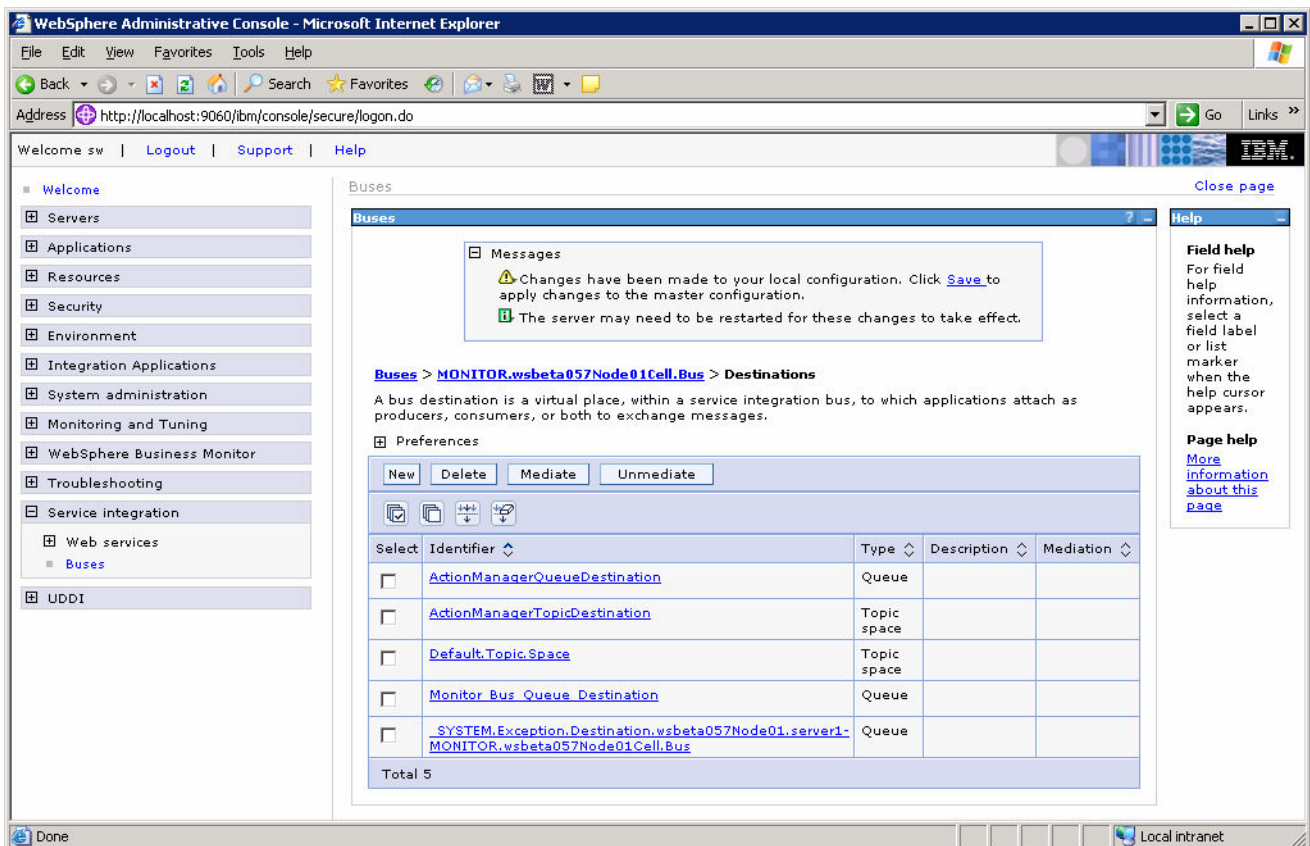 WebSphere Administrative Console - Microsoft Internet Explorer
File Edit View Favorites Tools Help
Back Search Favorites
Address http://localhost:9060/ibm/console/secure/logon.do Go Links »
Welcome sw | Logout | Support | Help IBM.
Welcome
Servers
Applications
Resources
Security
Environment
Integration Applications
System administration
Monitoring and Tuning
WebSphere Business Monitor
Troubleshooting
Service integration
Web services
Buses
UDDI
Buses Close page
Buses ? -
Messages
Changes have been made to your local configuration. Click Save to
apply changes to the master configuration.
The server may need to be restarted for these changes to take effect.
Buses > MONITOR.wsbeta057Node01Cell.Bus > Destinations
A bus destination is a virtual place, within a service integration bus, to which applications attach as
producers, consumers, or both to exchange messages.
Preferences
New Delete Mediate Unmediate
Select Identifier Type Description Mediation
ActionManagerQueueDestination Queue
ActionManagerTopicDestination Topic
space
Default.Topic.Space Topic
space
Monitor_Bus_Queue_Destination Queue
_SYSTEM.Exception.Destination.wsbeta057Node01.server1- Queue
MONITOR.wsbeta057Node01Cell.Bus
Total 5
Help -
Field help
For field
help
information,
select a
field label
or list
marker
when the
help cursor
appears.
Page help
More
information
about this
page
Done Local intranet